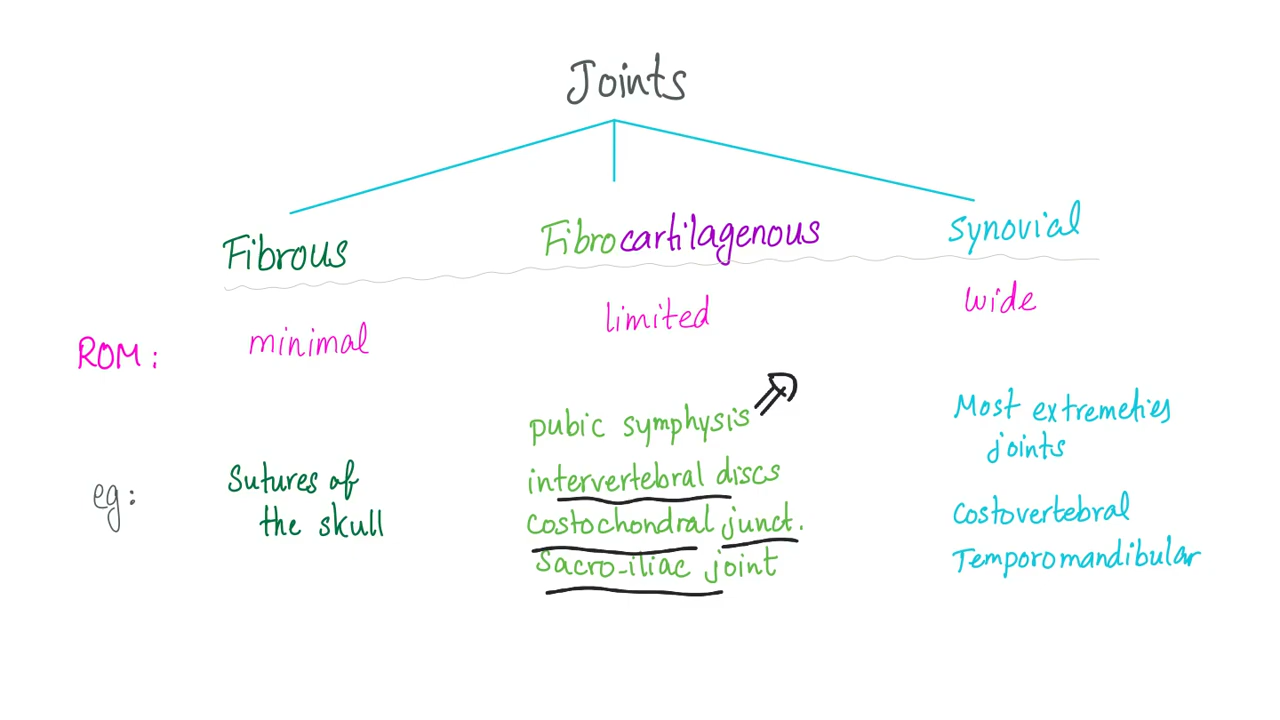 Joints
Fibrous
Fibrocartilagenous
Synovial
ROM:
minimal
limited
wide
eg:
Sutures of
the skull
pubic symphysis
intervertebral discs
Costochondral junct.
Sacro-iliac joint
Most extremeties
joints
Costovertebral
Temporomandibular